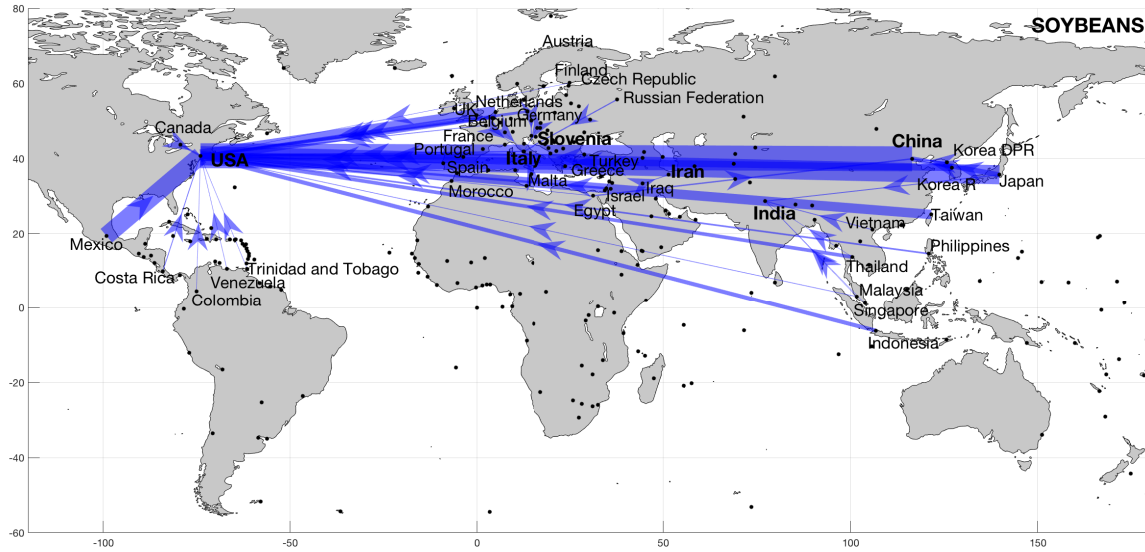 80
SOYBEANS
Austria
60
Finland
Czech Republic
Netherlands
Russian Federation
UK
Belgium
Germany
Canada
France
Slovenia
China
Portugal
Korea DPR
40
USA
Italy
Turkey
Iran
Spain
Greece
Malta
Morocco
Israel
Iraq
Korea R
Japan
Egypt
India
Taiwan
Vietnam
20
Mexico
Philippines
Costa Rica
Trinidad and Tobago
Thailand
Venezuela
Colombia
Malaysia
Singapore
0
Indonesia
-20
-40
-60
-100
-50
0
50
100
150